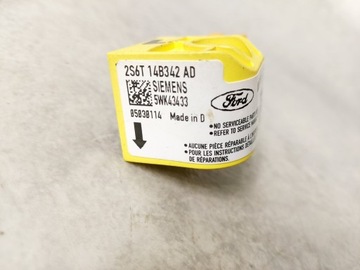 2S6T 14B342 AD
SIEMENS
5WK43433
05030114 Made in D
Ford
• NO SERVICEABLE
• REFER TO SERVICE
• AUCUNE PIÈCE RÉPARABLE À
• POUR LES INSTRUCTIONS
DE RÉPARATIONS.